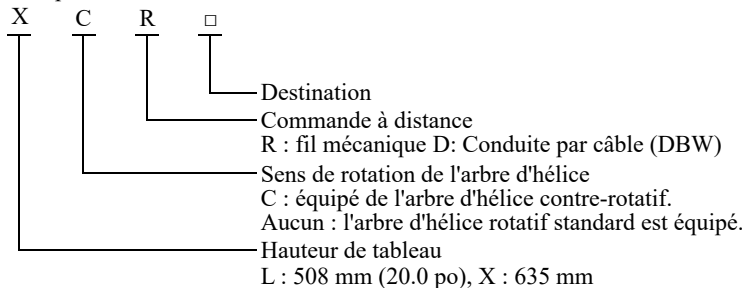 X C R □
Destination
Commande à distance
R : fil mécanique D: Conduite par câble (DBW)
Sens de rotation de l'arbre d'hélice
C : équipé de l'arbre d'hélice contre-rotatif.
Aucun : l'arbre d'hélice rotatif standard est équipé.
Hauteur de tableau
L : 508 mm (20.0 po), X : 635 mm